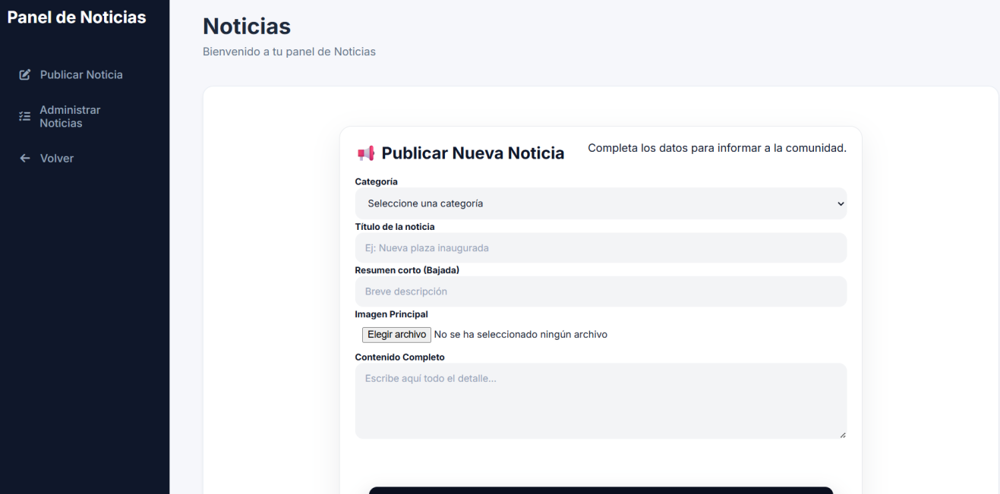 Panel de Noticias
Publicar Noticia
Administrar
Noticias
Volver
Noticias
Bienvenido a tu panel de Noticias
Publicar Nueva Noticia
Completa los datos para informar a la comunidad.
Categoría
Seleccione una categoría
Título de la noticia
Ej: Nueva plaza inaugurada
Resumen corto (Bajada)
Breve descripción
Imagen Principal
Elegir archivo No se ha seleccionado ningún archivo
Contenido Completo
Escribe aquí todo el detalle...